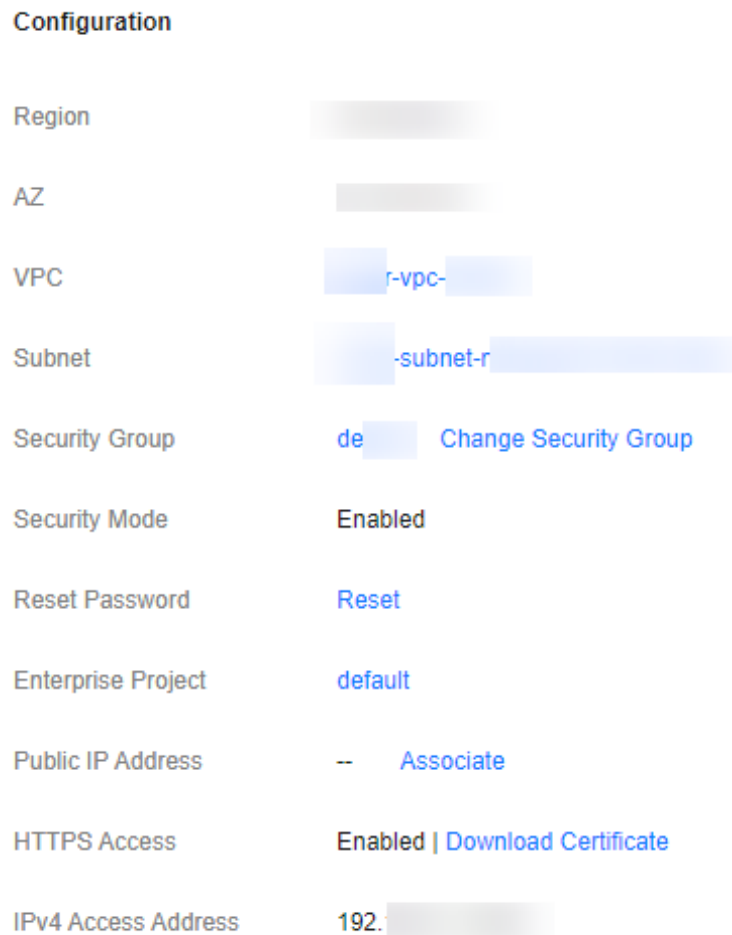 Configuration
Region
AZ
VPC r-vpc-
Subnet -subnet-r
Security Group de Change Security Group
Security Mode Enabled
Reset Password Reset
Enterprise Project default
Public IP Address -- Associate
HTTPS Access Enabled | Download Certificate
IPv4 Access Address 192.